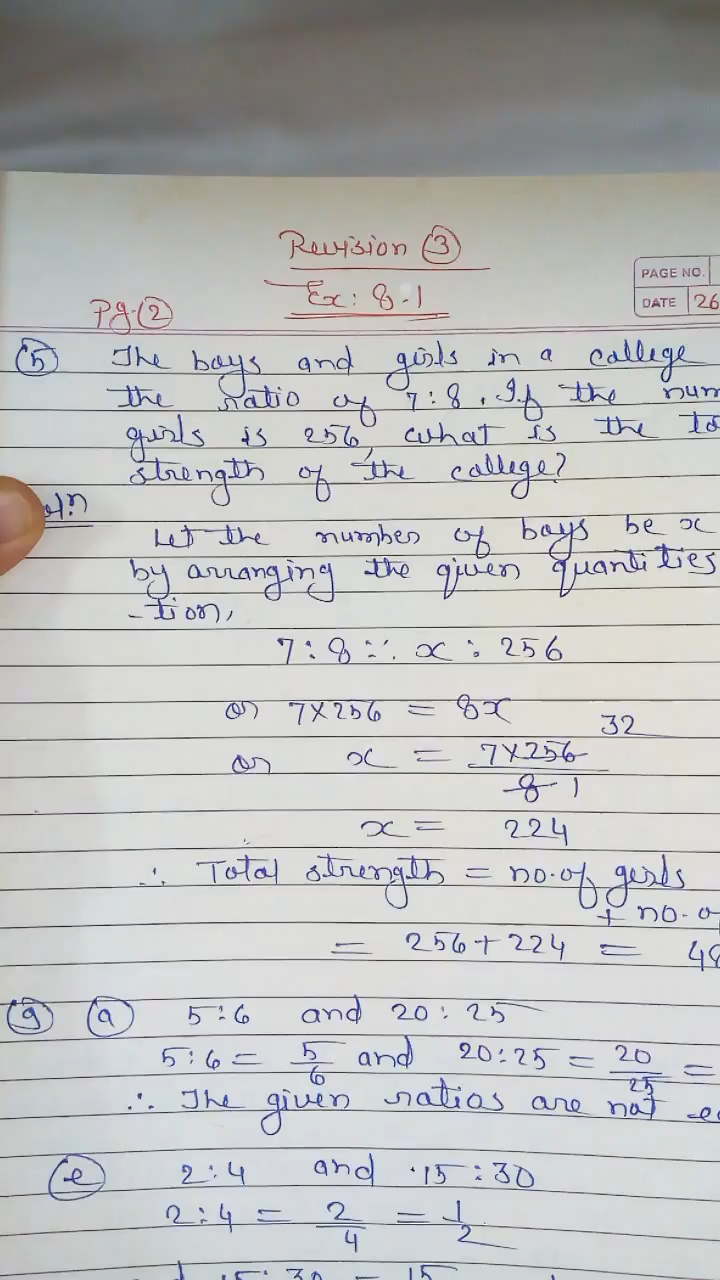 Revision ③
Ex: 8.1
PAGE NO.
DATE 26
Pg.②
⑤ The boys and girls in a college
the ratio of 7:8. If the num
girls is 256, what is the to
strength of the college?
Let the number of boys be x
by arranging the given quantities
-tion,
7:8 :: x : 256
or 7×256 = 8x
32
or x = 7×256
8 1
x = 224
∴ Total strength = no. of girls
+ no. o
= 256 + 224 = 48
⑨ ⓐ 5:6 and 20:25
5:6 = 5/6 and 20:25 = 20/25 =
∴ The given ratios are not e
ⓔ 2:4 and 15:30
2:4 = 2/4 = 1/2
15:30 = 15